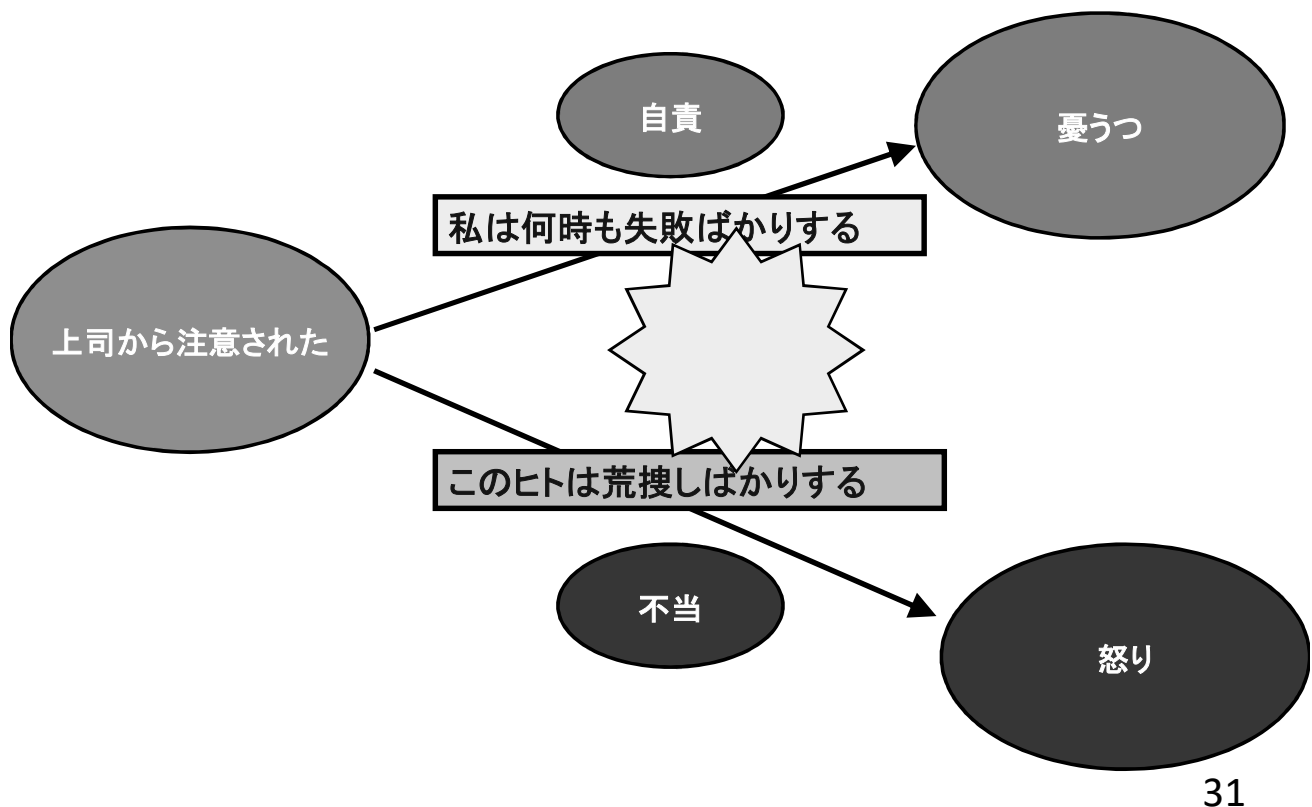 自責
憂うつ
私は何時も失敗ばかりする
上司から注意された
このヒトは荒捜しばかりする
不当
怒り
31